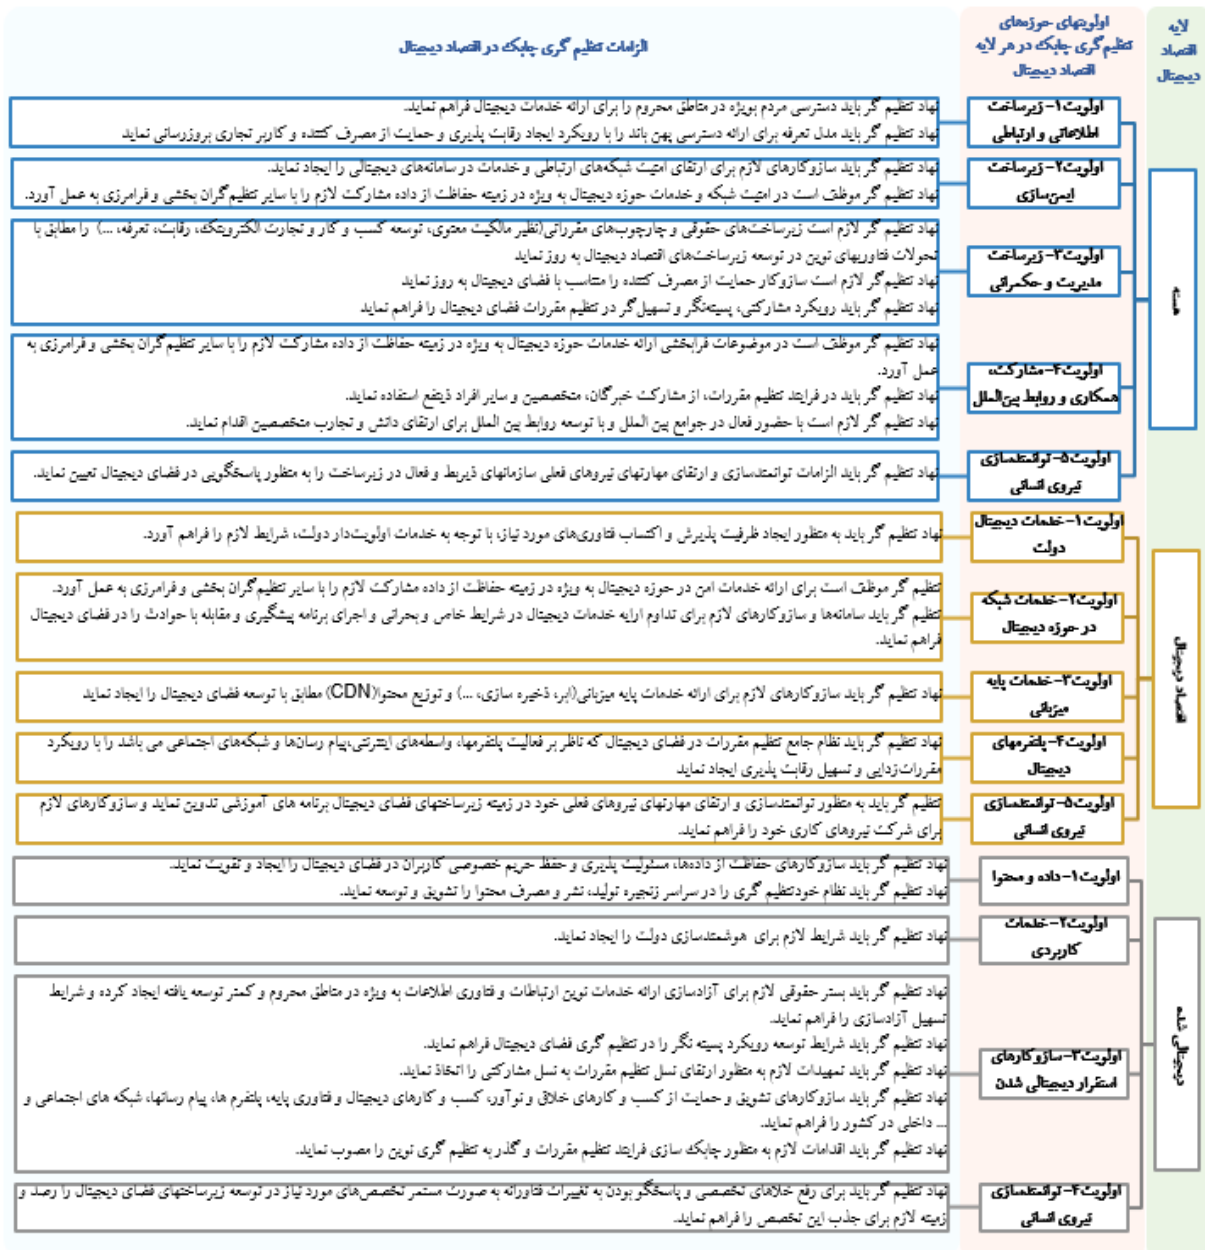 لایه
اقتصاد
دیجیتال
اولویتهای حوزه‌های
تنظیم‌گری چابک در هر لایه
اقتصاد دیجیتال
الزامات تنظیم گری چابک در اقتصاد دیجیتال
هسته
اولویت۱- زیرساخت
اطلاعاتی و ارتباطی
نهاد تنظیم گر باید دسترسی مردم بویژه در مناطق محروم را برای ارائه خدمات دیجیتال فراهم نماید.
نهاد تنظیم گر باید مدل تعرفه برای ارائه دسترسی پهن باند را با رویکرد ایجاد رقابت پذیری و حمایت از مصرف کننده و کاربر تجاری بروزرسانی نماید
اولویت۲- زیرساخت
ایمن‌سازی
نهاد تنظیم گر باید سازوکارهای لازم برای ارتقای امنیت شبکه‌های ارتباطی و خدمات در سامانه‌های دیجیتالی را ایجاد نماید.
نهاد تنظیم گر موظف است در امنیت شبکه و خدمات حوزه دیجیتال به ویژه در زمینه حفاظت از داده مشارکت لازم را با سایر تنظیم‌گران بخشی و فرامرزی به عمل آورد.
اولویت۳- زیرساخت
مدیریت و حکمرانی
نهاد تنظیم گر لازم است زیرساخت‌های حقوقی و چارچوب‌های مقرراتی(نظیر مالکیت معنوی، توسعه کسب و کار و تجارت الکترونیک، رقابت، تعرفه، ...) را مطابق با
تحولات فناوریهای نوین در توسعه زیرساخت‌های اقتصاد دیجیتال به روز نماید
نهاد تنظیم‌گر لازم است سازوکار حمایت از مصرف کننده را متناسب با فضای دیجیتال به روز نماید
نهاد تنظیم گر باید رویکرد مشارکتی، پسینه‌نگر و تسهیل‌گر در تنظیم مقررات فضای دیجیتال را فراهم نماید
اولویت۴- مشارکت،
همکاری و روابط بین‌الملل
نهاد تنظیم گر موظف است در موضوعات فرابخشی ارائه خدمات حوزه دیجیتال به ویژه در زمینه حفاظت از داده مشارکت لازم را با سایر تنظیم‌گران بخشی و فرامرزی به
عمل آورد.
نهاد تنظیم گر باید در فرایند تنظیم مقررات، از مشارکت خبرگان، متخصصین و سایر افراد ذینفع استفاده نماید.
نهاد تنظیم گر لازم است با حضور فعال در جوامع بین الملل و با توسعه روابط بین الملل برای ارتقای دانش و تجارب متخصصین اقدام نماید.
اولویت۵- توانمندسازی
نیروی انسانی
نهاد تنظیم گر باید الزامات توانمندسازی و ارتقای مهارتهای نیروهای فعلی سازمانهای ذیربط و فعال در زیرساخت را به منظور پاسخگویی در فضای دیجیتال تعیین نماید.
اقتصاد دیجیتال
اولویت۱- خدمات دیجیتال
دولت
نهاد تنظیم گر باید به منظور ایجاد ظرفیت پذیرش و اکتساب فناوری‌های مورد نیاز، با توجه به خدمات اولویت‌دار دولت، شرایط لازم را فراهم آورد.
اولویت۲- خدمات شبکه
در حوزه دیجیتال
تنظیم گر موظف است برای ارائه خدمات امن در حوزه دیجیتال به ویژه در زمینه حفاظت از داده مشارکت لازم را با سایر تنظیم‌گران بخشی و فرامرزی به عمل آورد.
تنظیم گر باید سامانه‌ها و سازوکارهای لازم برای تداوم ارایه خدمات دیجیتال در شرایط خاص و بحرانی و اجرای برنامه پیشگیری و مقابله با حوادث را در فضای دیجیتال
فراهم نماید.
اولویت۳- خدمات پایه
میزبانی
نهاد تنظیم گر باید سازوکارهای لازم برای ارائه خدمات پایه میزبانی(ابر، ذخیره سازی، ...) و توزیع محتوا(CDN) مطابق با توسعه فضای دیجیتال را ایجاد نماید
اولویت۴- پلتفرمهای
دیجیتال
نهاد تنظیم گر باید نظام جامع تنظیم مقررات در فضای دیجیتال که ناظر بر فعالیت پلتفرمها، واسطه‌های اینترنتی،پیام رسان‌ها و شبکه‌های اجتماعی می باشد را با رویکرد
مقررات‌زدایی و تسهیل رقابت پذیری ایجاد نماید
اولویت۵- توانمندسازی
نیروی انسانی
تنظیم گر باید به منظور توانمندسازی و ارتقای مهارتهای نیروهای فعلی خود در زمینه زیرساختهای فضای دیجیتال برنامه های آموزشی تدوین نماید و سازوکارهای لازم
برای شرکت نیروهای کاری خود را فراهم نماید.
دیجیتالی شده
اولویت۱- داده و محتوا
نهاد تنظیم گر باید سازوکارهای حفاظت از داده‌ها، مسئولیت پذیری و حفظ حریم خصوصی کاربران در فضای دیجیتال را ایجاد و تقویت نماید.
نهاد تنظیم گر باید نظام خودتنظیم گری را در سراسر زنجیره تولید، نشر و مصرف محتوا را تشویق و توسعه نماید.
اولویت۲- خدمات
کاربردی
نهاد تنظیم گر باید شرایط لازم برای هوشمندسازی دولت را ایجاد نماید.
اولویت۳- سازوکارهای
استقرار دیجیتالی شدن
نهاد تنظیم گر باید بستر حقوقی لازم برای آزادسازی ارائه خدمات نوین ارتباطات و فناوری اطلاعات به ویژه در مناطق محروم و کمتر توسعه یافته ایجاد کرده و شرایط
تسهیل آزادسازی را فراهم نماید.
نهاد تنظیم گر باید شرایط توسعه رویکرد پسینه نگر را در تنظیم گری فضای دیجیتال فراهم نماید.
نهاد تنظیم گر باید تمهیدات لازم به منظور ارتقای نسل تنظیم مقررات به نسل مشارکتی را اتخاذ نماید.
نهاد تنظیم گر باید سازوکارهای تشویق و حمایت از کسب و کارهای خلاق و نوآور، کسب و کارهای دیجیتال و فناوری پایه، پلتفرم ها، پیام رسانها، شبکه های اجتماعی و
... داخلی در کشور را فراهم نماید.
نهاد تنظیم گر باید اقدامات لازم به منظور چابک سازی فرایند تنظیم مقررات و گذر به تنظیم گری نوین را مصوب نماید.
اولویت۴- توانمندسازی
نیروی انسانی
نهاد تنظیم گر باید برای رفع خلاهای تخصصی و پاسخگو بودن به تغییرات فناورانه به صورت مستمر تخصص‌های مورد نیاز در توسعه زیرساختهای فضای دیجیتال را رصد و
زمینه لازم برای جذب این تخصص را فراهم نماید.